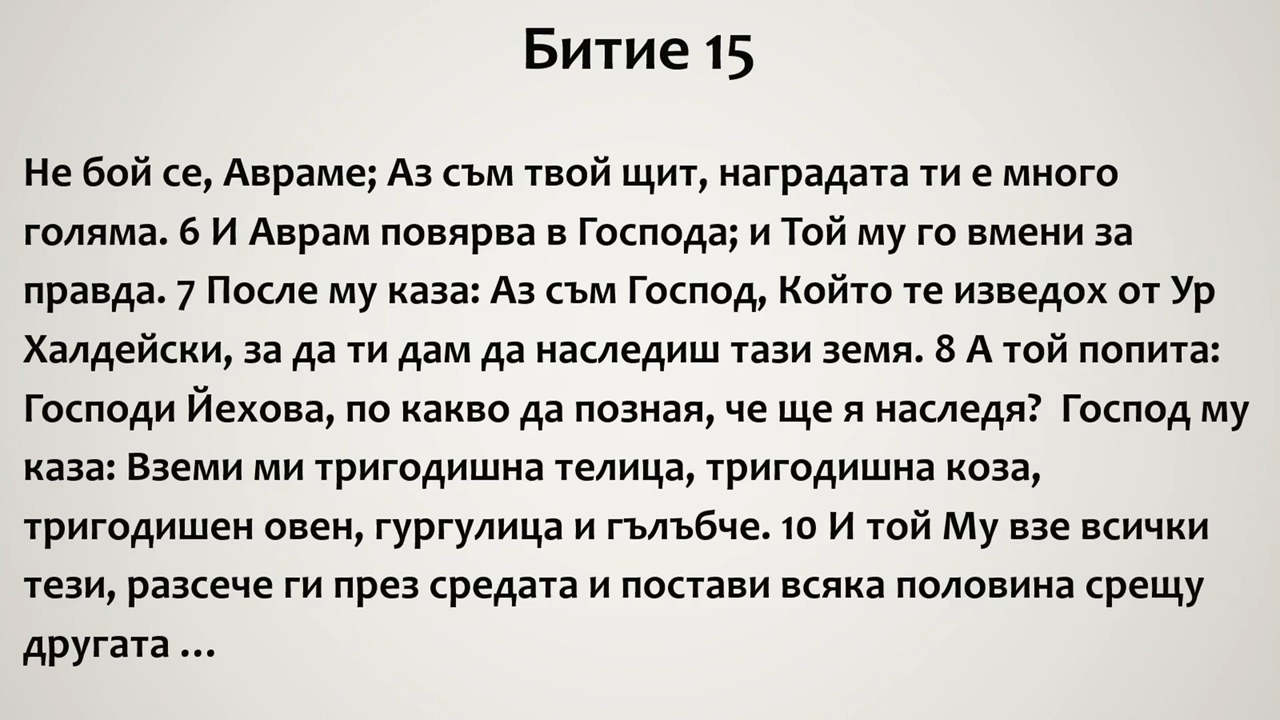 Битие 15
Не бой се, Авраме; Аз съм твой щит, наградата ти е много
голяма. 6 И Аврам повярва в Господа; и Той му го вмени за
правда. 7 После му каза: Аз съм Господ, Който те изведох от Ур
Халдейски, за да ти дам да наследиш тази земя. 8 А той попита:
Господи Йехова, по какво да позная, че ще я наследя?  Господ му
каза: Вземи ми тригодишна телица, тригодишна коза,
тригодишен овен, гургулица и гълъбче. 10 И той Му взе всички
тези, разсече ги през средата и постави всяка половина срещу
другата …